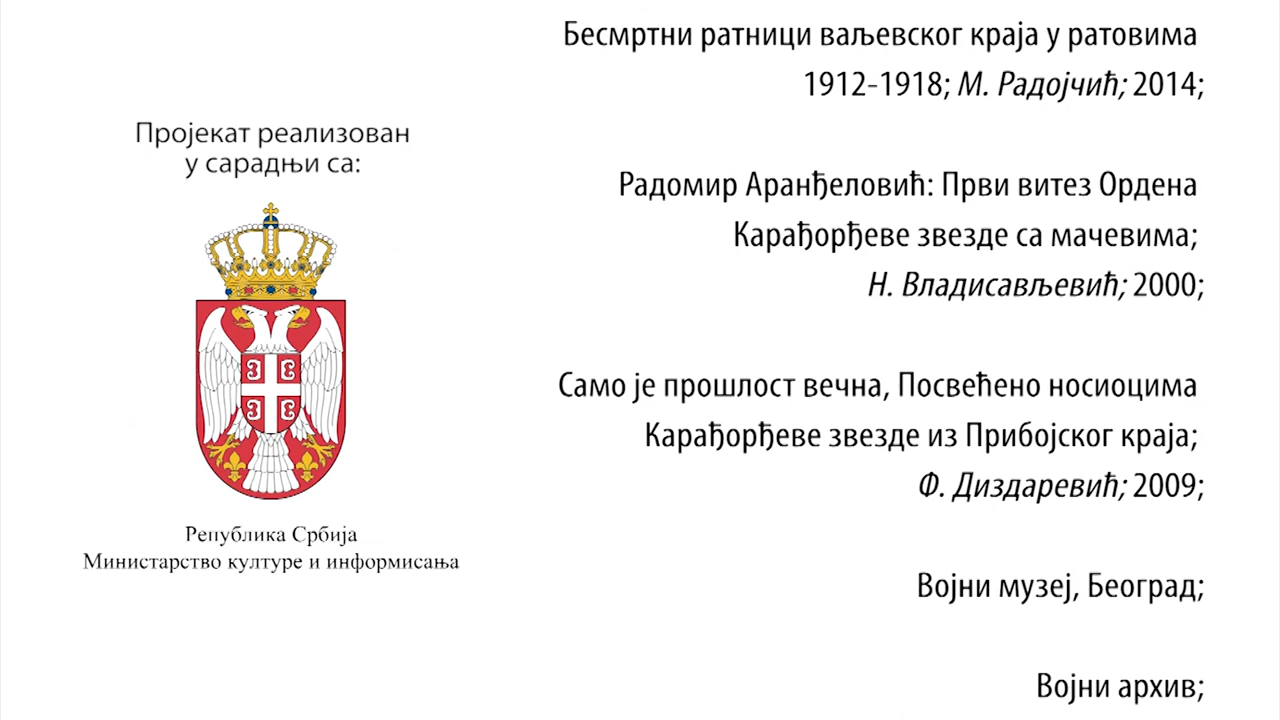 Пројекат реализован
у сарадњи са:
Република Србија
Министарство културе и информисања
Бесмртни ратници ваљевског краја у ратовима
1912-1918; М. Радојчић; 2014;
Радомир Аранђеловић: Први витез Ордена
Карађорђеве звезде са мачевима;
Н. Владисављевић; 2000;
Само је прошлост вечна, Посвећено носиоцима
Карађорђеве звезде из Прибојског краја;
Ф. Диздаревић; 2009;
Војни музеј, Београд;
Војни архив;